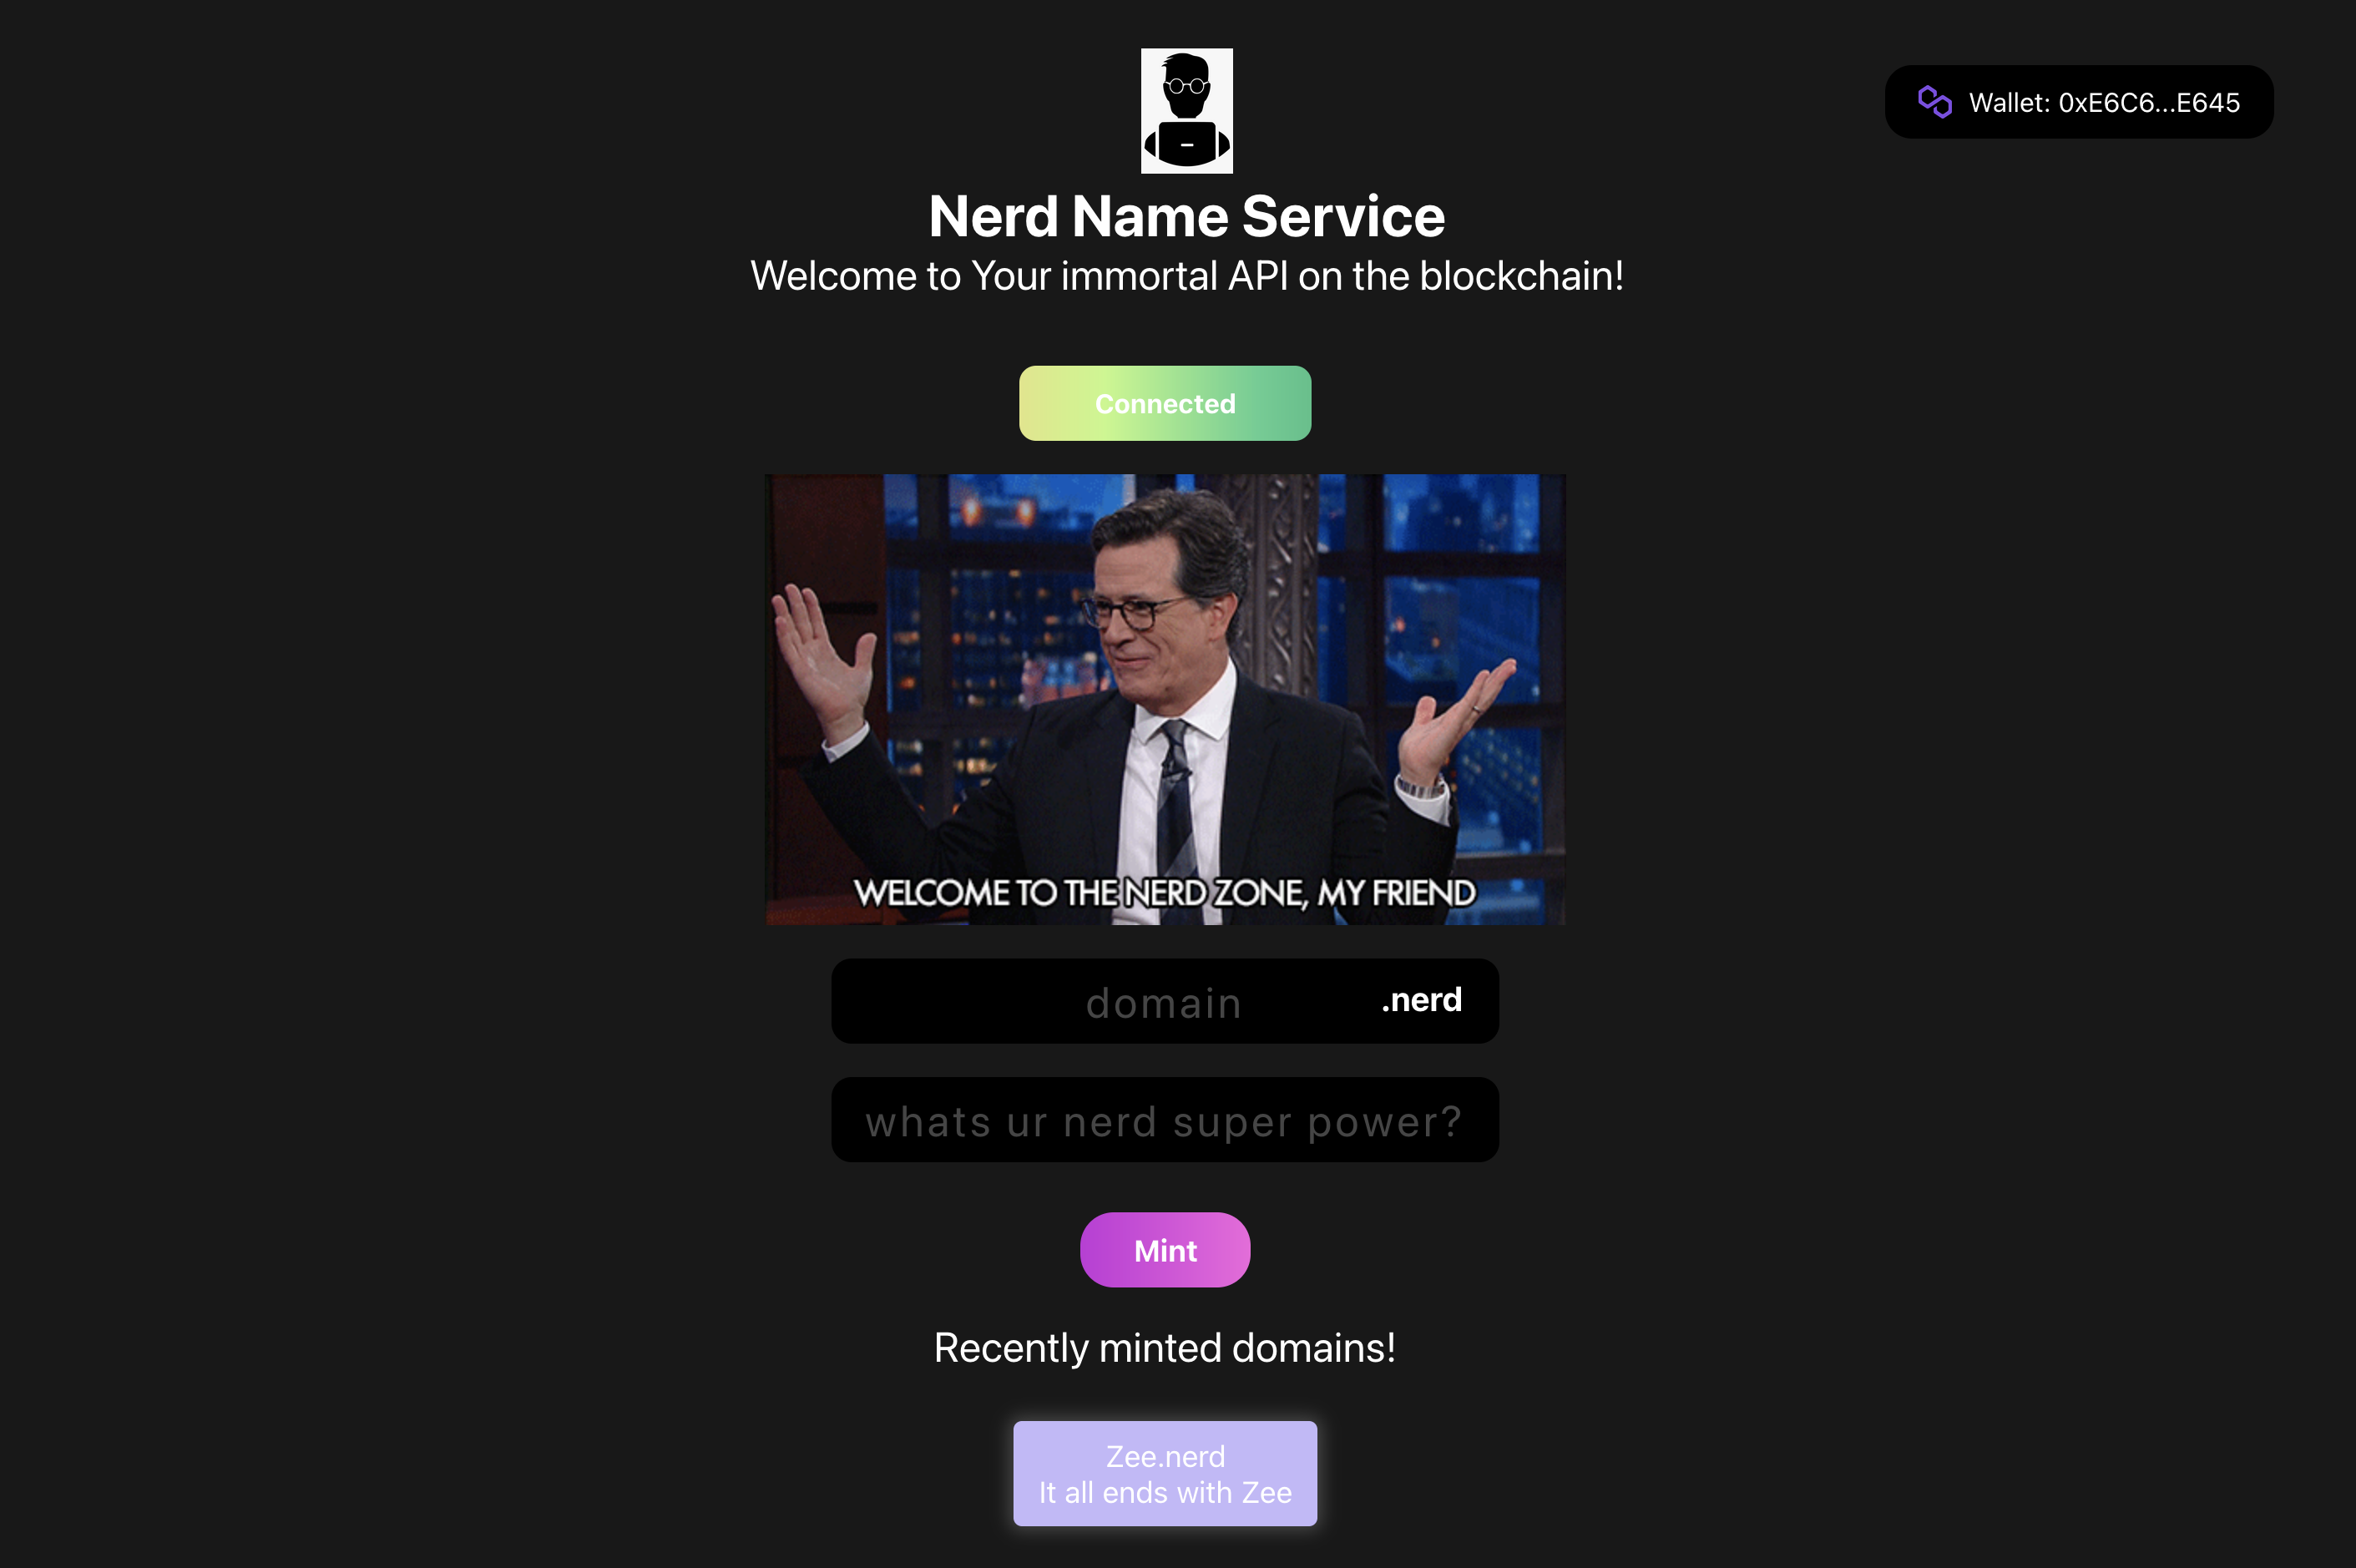 Wallet: 0xE6C6...E645
Nerd Name Service
Welcome to Your immortal API on the blockchain!
Connected
WELCOME TO THE NERD ZONE, MY FRIEND
domain
.nerd
whats ur nerd super power?
Mint
Recently minted domains!
Zee.nerd
It all ends with Zee